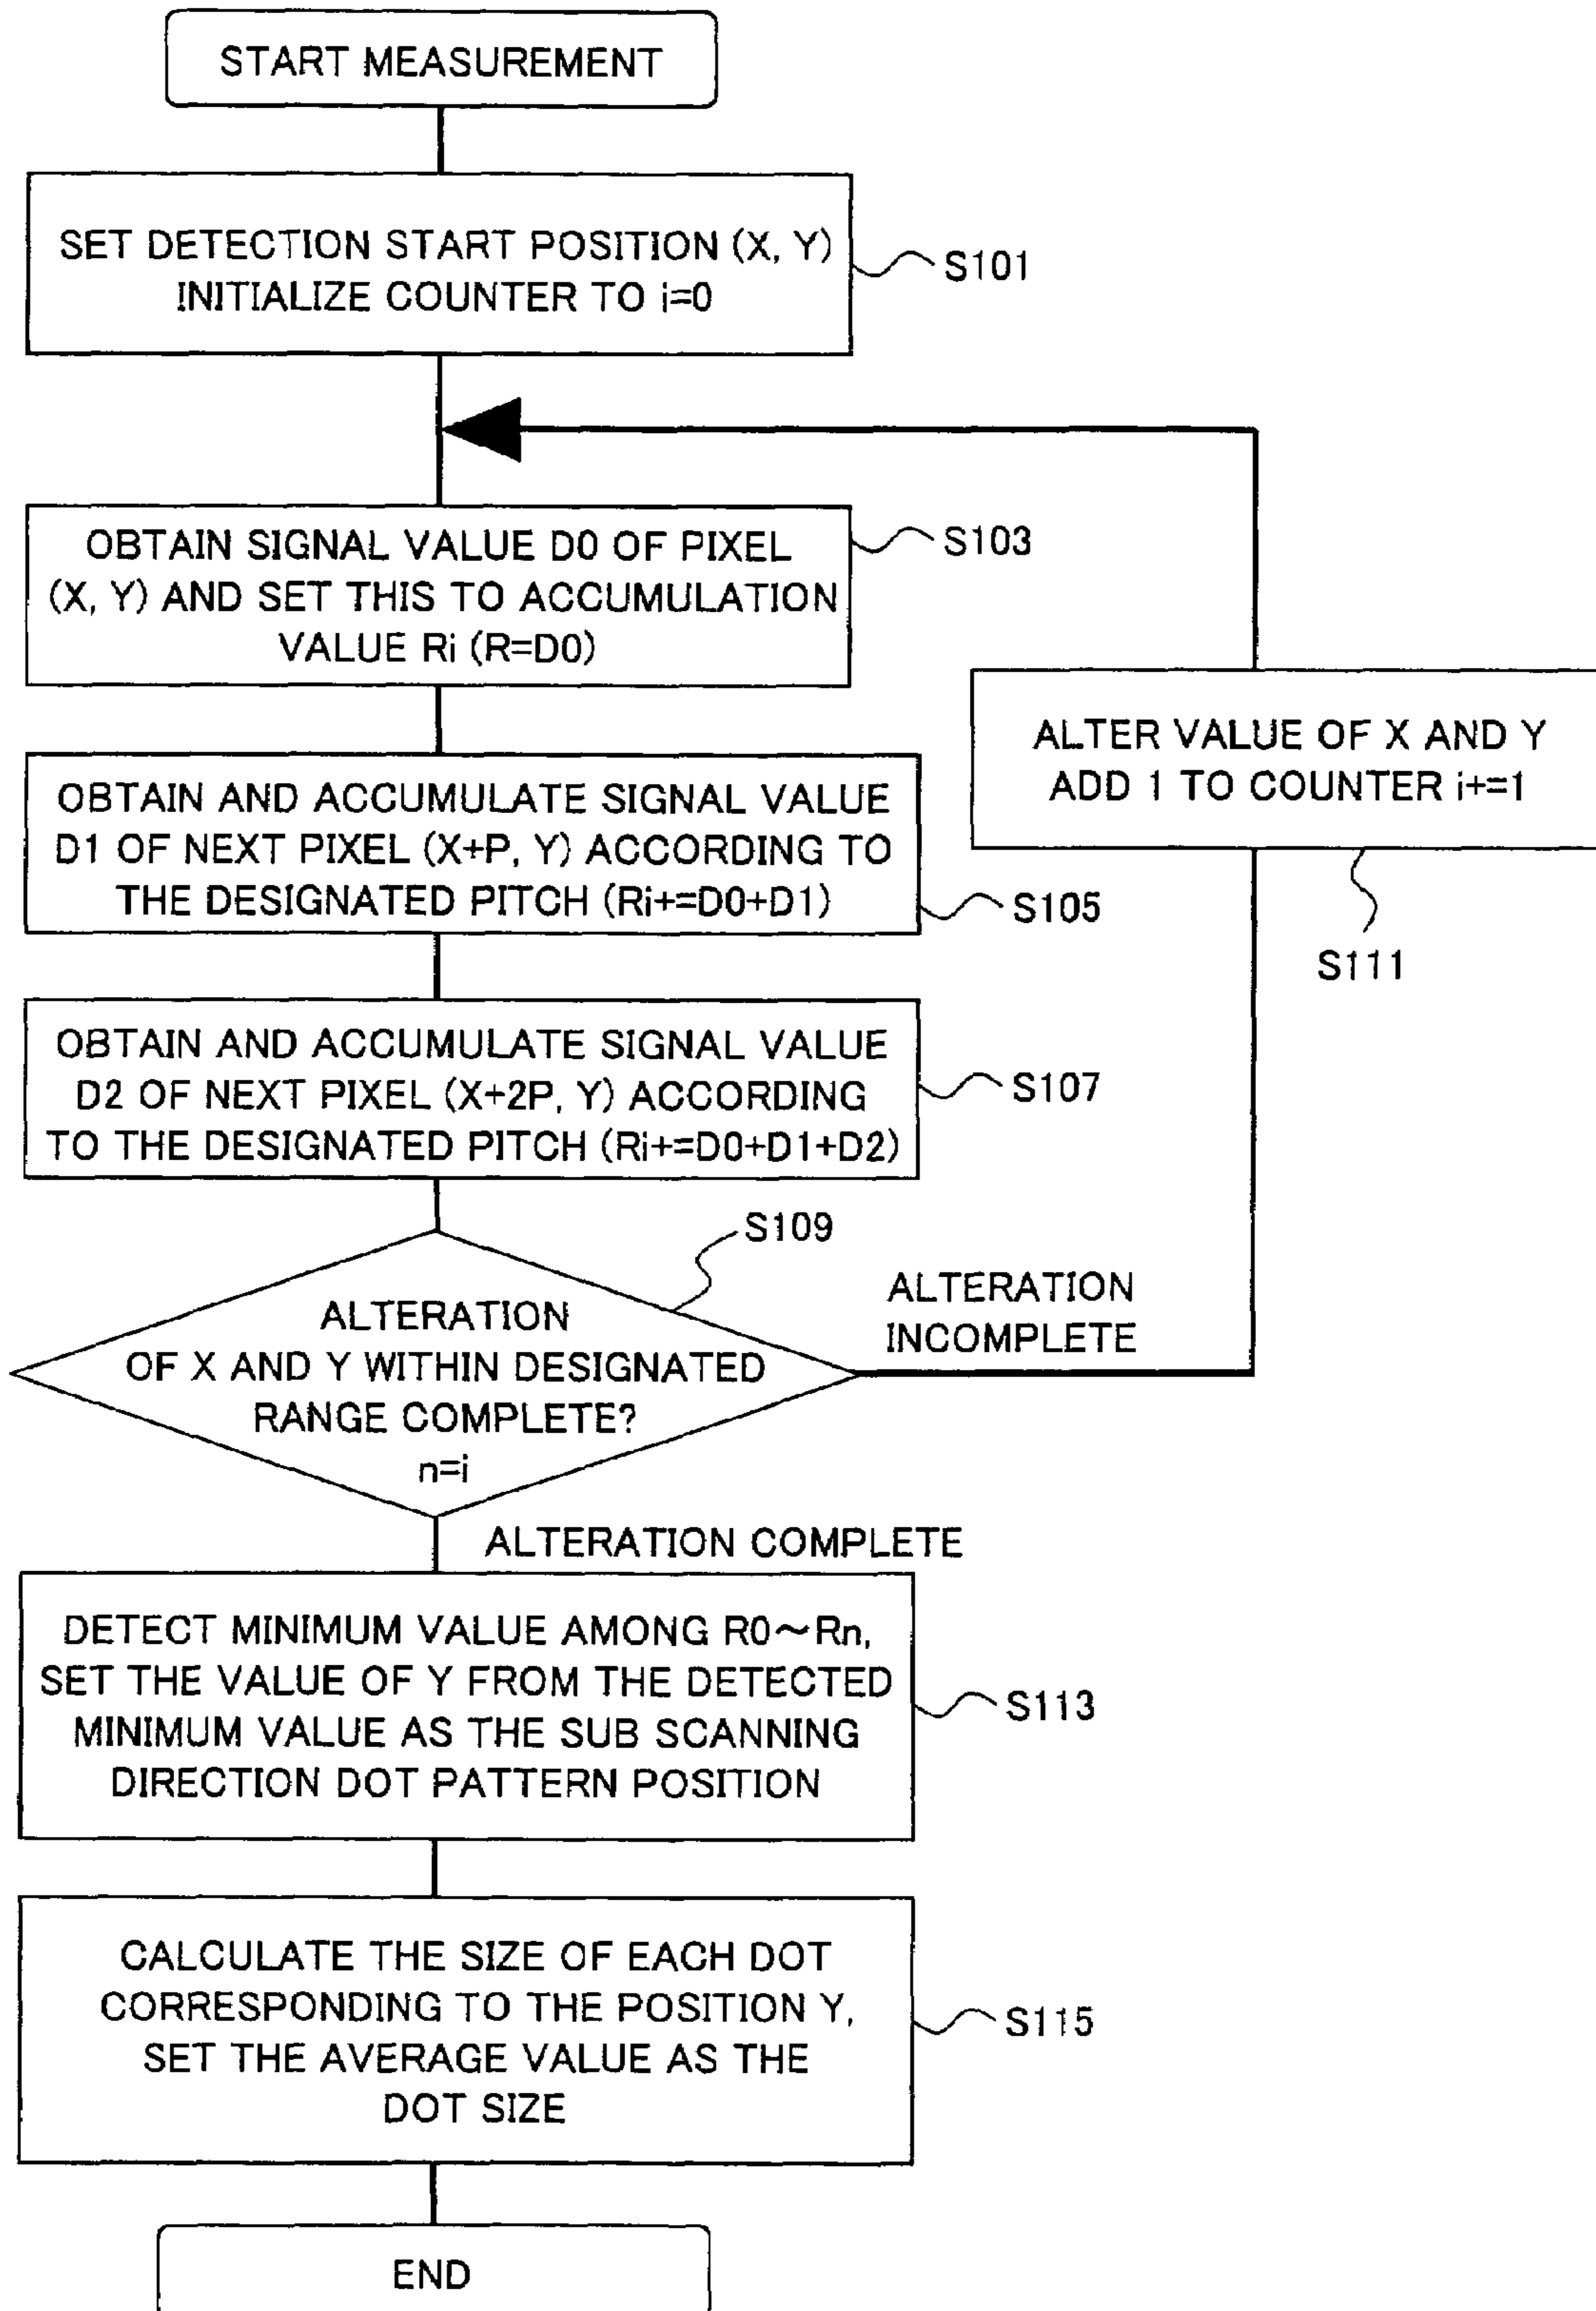 START MEASUREMENT
SET DETECTION START POSITION (X, Y)
INITIALIZE COUNTER TO i=0
S101
OBTAIN SIGNAL VALUE D0 OF PIXEL
(X, Y) AND SET THIS TO ACCUMULATION
VALUE Ri (R=D0)
S103
OBTAIN AND ACCUMULATE SIGNAL VALUE
D1 OF NEXT PIXEL (X+P, Y) ACCORDING TO
THE DESIGNATED PITCH (Ri+=D0+D1)
S105
ALTER VALUE OF X AND Y
ADD 1 TO COUNTER i+=1
S111
OBTAIN AND ACCUMULATE SIGNAL VALUE
D2 OF NEXT PIXEL (X+2P, Y) ACCORDING
TO THE DESIGNATED PITCH (Ri+=D0+D1+D2)
S107
S109
ALTERATION
OF X AND Y WITHIN DESIGNATED
RANGE COMPLETE?
n=i
ALTERATION
INCOMPLETE
ALTERATION COMPLETE
DETECT MINIMUM VALUE AMONG R0～Rn,
SET THE VALUE OF Y FROM THE DETECTED
MINIMUM VALUE AS THE SUB SCANNING
DIRECTION DOT PATTERN POSITION
S113
CALCULATE THE SIZE OF EACH DOT
CORRESPONDING TO THE POSITION Y,
SET THE AVERAGE VALUE AS THE
DOT SIZE
S115
END